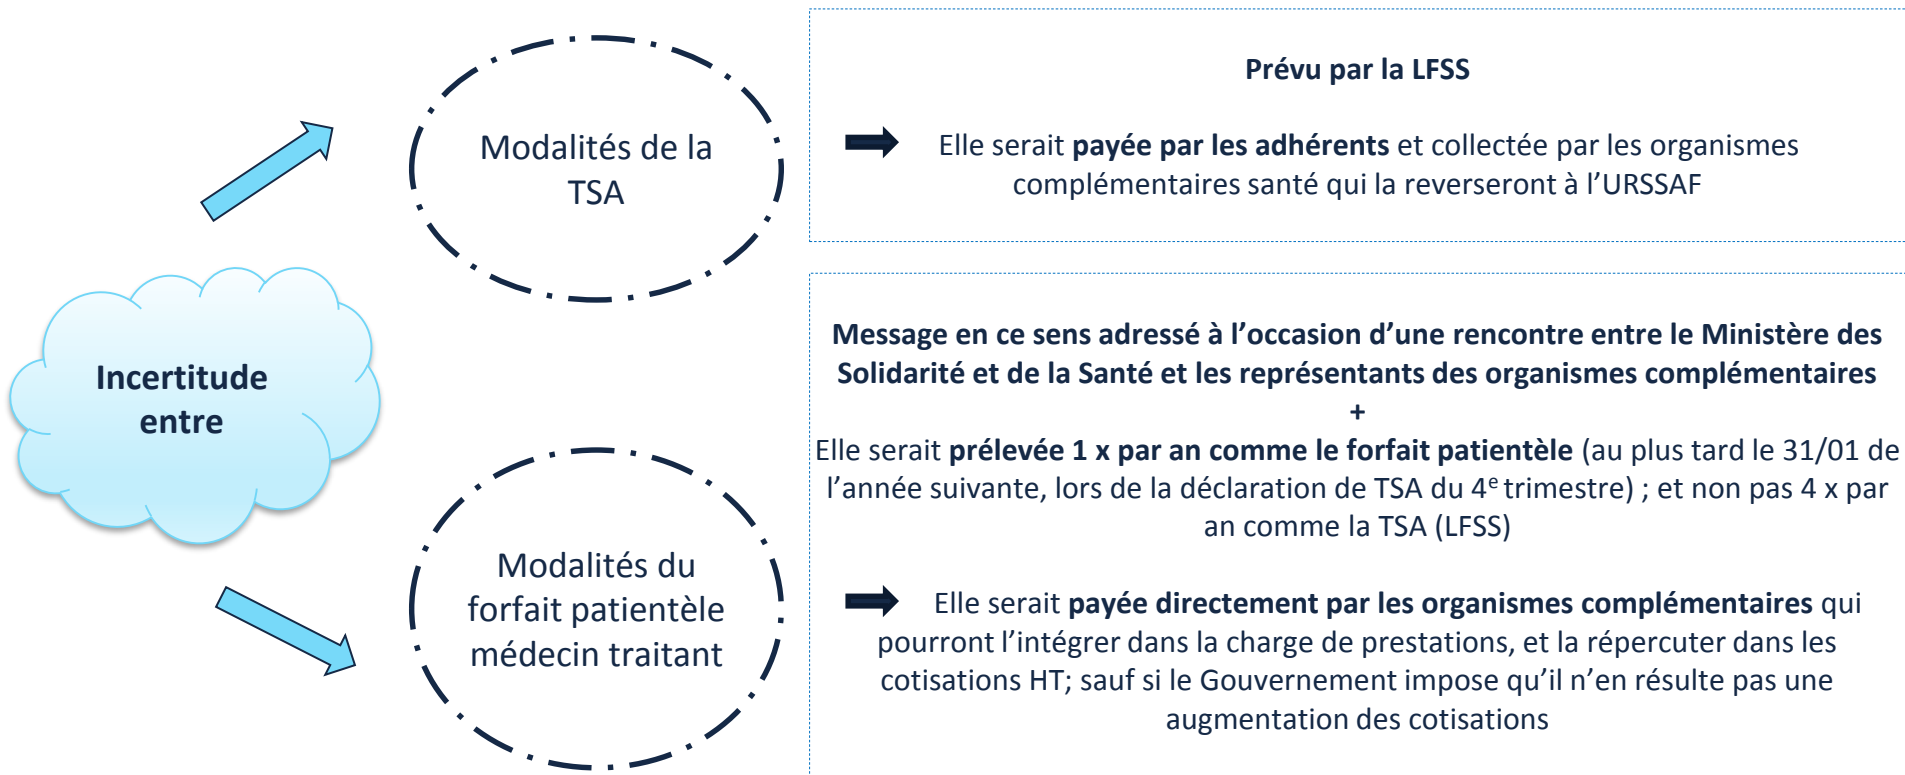 Incertitude
entre
Modalités de la
TSA
Prévu par la LFSS
Elle serait payée par les adhérents et collectée par les organismes
complémentaires santé qui la reverseront à l’URSSAF
Modalités du
forfait patientèle
médecin traitant
Message en ce sens adressé à l’occasion d’une rencontre entre le Ministère des
Solidarité et de la Santé et les représentants des organismes complémentaires
+
Elle serait prélevée 1 x par an comme le forfait patientèle (au plus tard le 31/01 de
l’année suivante, lors de la déclaration de TSA du 4e trimestre) ; et non pas 4 x par
an comme la TSA (LFSS)
Elle serait payée directement par les organismes complémentaires qui
pourront l’intégrer dans la charge de prestations, et la répercuter dans les
cotisations HT; sauf si le Gouvernement impose qu’il n’en résulte pas une
augmentation des cotisations